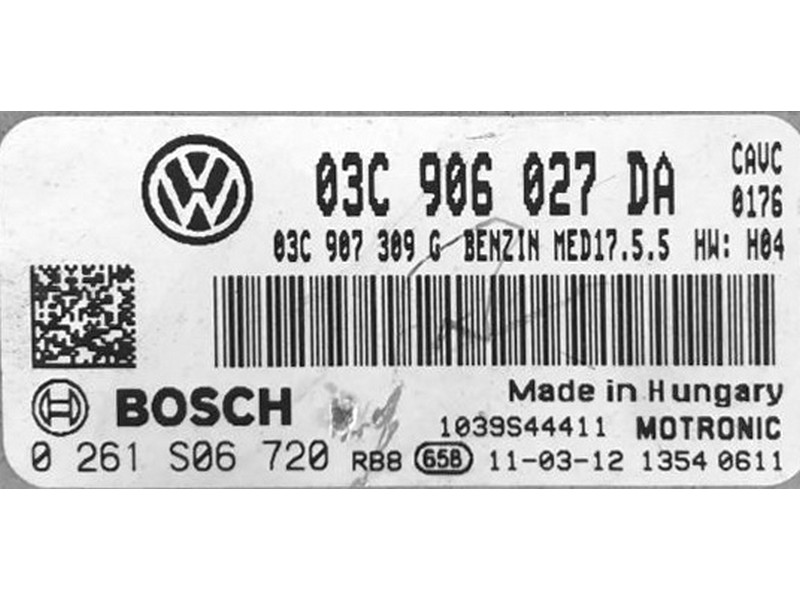 03C 906 027 DA CAVC
0176
03C 907 309 G BENZIN MED17.5.5 HW: H04
BOSCH Made in Hungary
1039S44411 MOTRONIC
0 261 S06 720 RB8 658 11-03-12 1354 0611